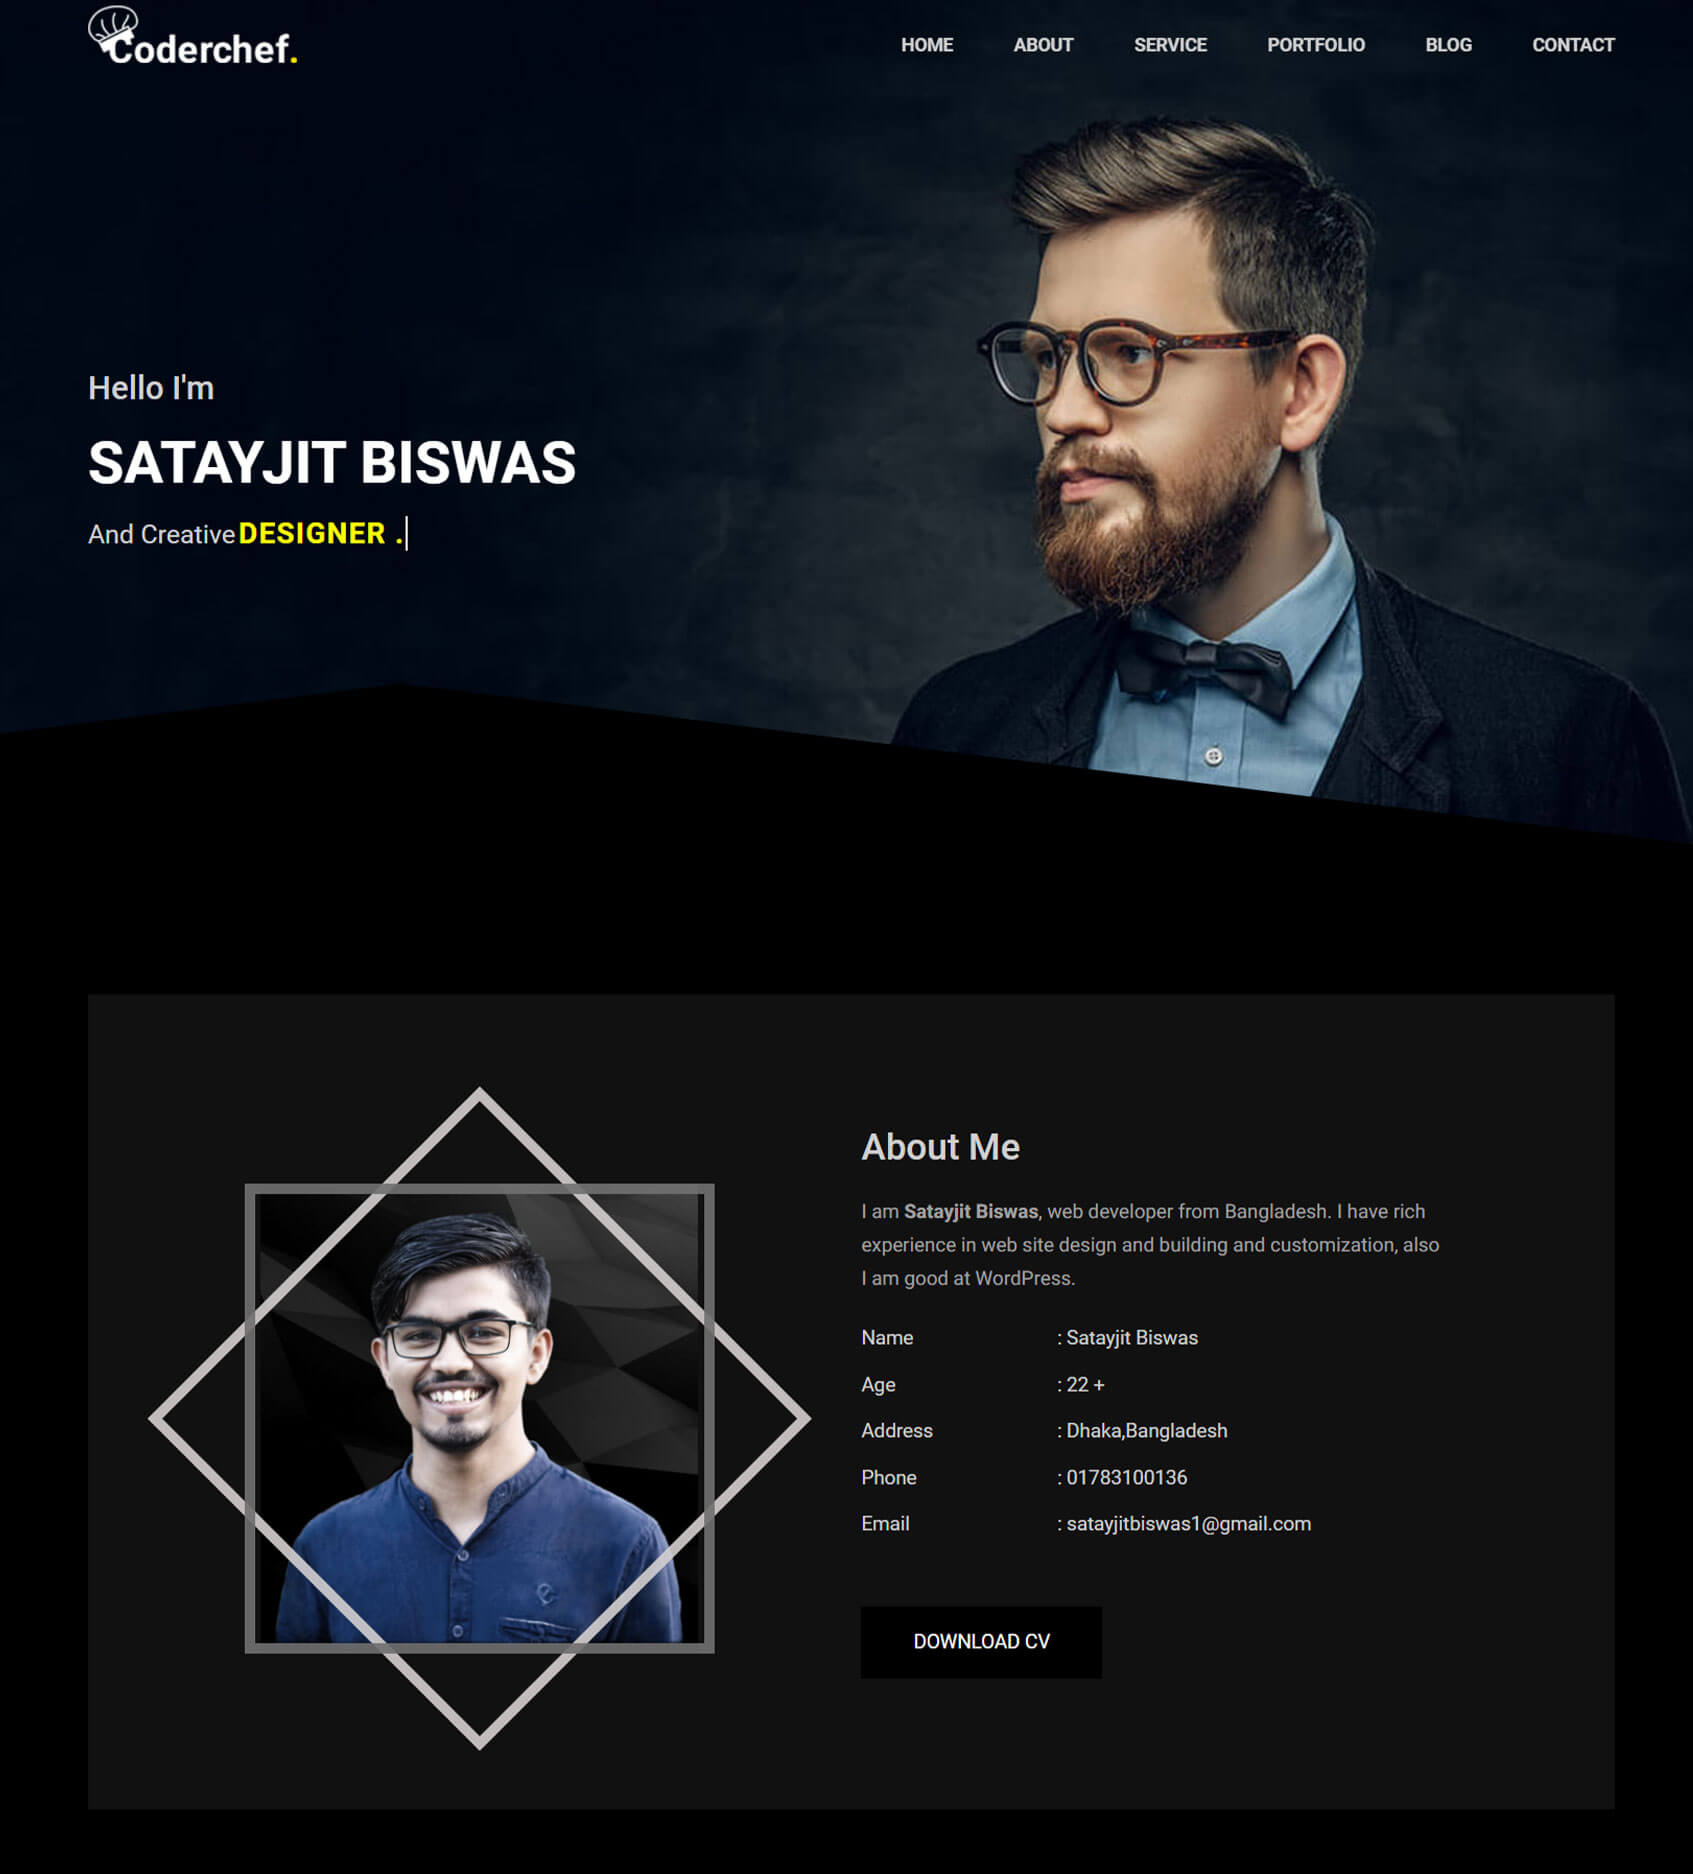 Coderchef.
HOME ABOUT SERVICE PORTFOLIO BLOG CONTACT
Hello I'm
SATAYJIT BISWAS
And Creative DESIGNER .
About Me
I am Satayjit Biswas, web developer from Bangladesh. I have rich
experience in web site design and building and customization, also
I am good at WordPress.
Name : Satayjit Biswas
Age : 22 +
Address : Dhaka,Bangladesh
Phone : 01783100136
Email : satayjitbiswas1@gmail.com
DOWNLOAD CV